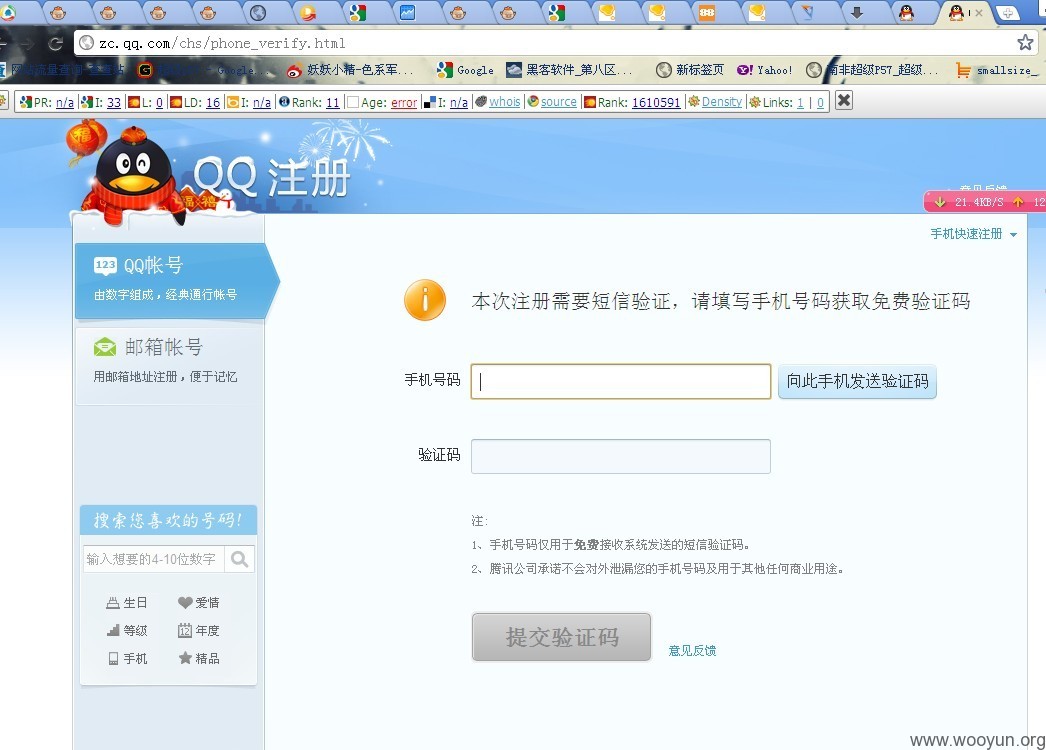 zc.qq.com/chs/phone_verify.html
Google
妖妖小精-色系军...
Google
黑客软件_第八区...
新标签页
Yahoo!
南非超级P57_超级...
smallsize_
PR: n/a
I: 33
L: 0
LD: 16
I: n/a
Rank: 11
Age: error
I: n/a
whois
source
Rank: 1610591
Density
Links: 1 | 0
福
QQ 注册
福 禧
意见反馈
21.4KB/S
12
手机快速注册
123 QQ帐号
由数字组成，经典通行帐号
邮箱帐号
用邮箱地址注册，便于记忆
本次注册需要短信验证，请填写手机号码获取免费验证码
手机号码
向此手机发送验证码
验证码
注：
1、手机号码仅用于免费接收系统发送的短信验证码。
2、腾讯公司承诺不会对外泄漏您的手机号码及用于其他任何商业用途。
提交验证码
意见反馈
搜索您喜欢的号码！
输入想要的4-10位数字
生日
爱情
等级
12 年度
手机
精品
www.wooyun.org